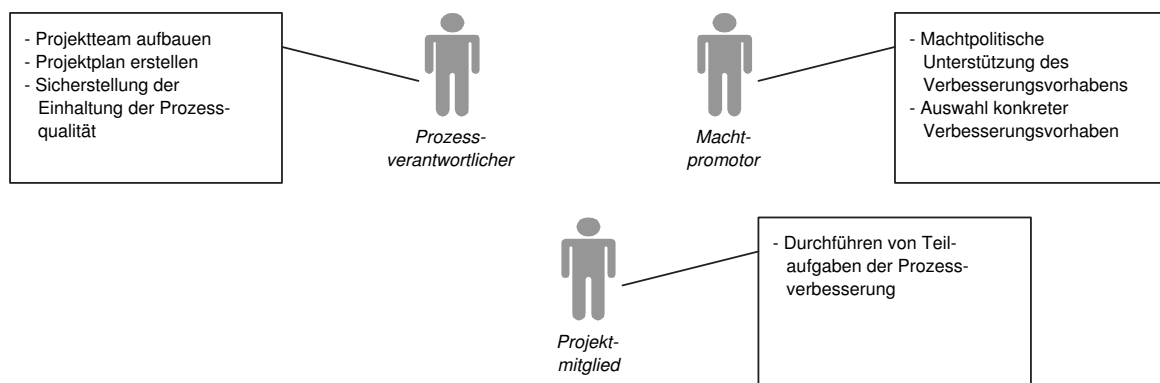 - Projektteam aufbauen
- Projektplan erstellen
- Sicherstellung der
Einhaltung der Prozess-
qualität
Prozess-
verantwortlicher
Macht-
promotor
- Machtpolitische
Unterstützung des
Verbesserungsvorhabens
- Auswahl konkreter
Verbesserungsvorhaben
Projekt-
mitglied
- Durchführen von Teil-
aufgaben der Prozess-
verbesserung